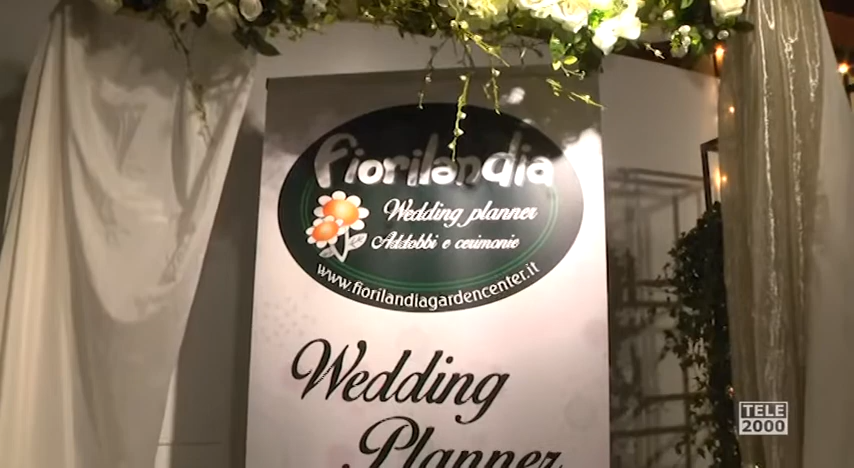 Fiorilandia
Wedding planner
Addobbi e cerimonie
www.fiorilandiagardencenter.it
Wedding
Planner
TELE
2000